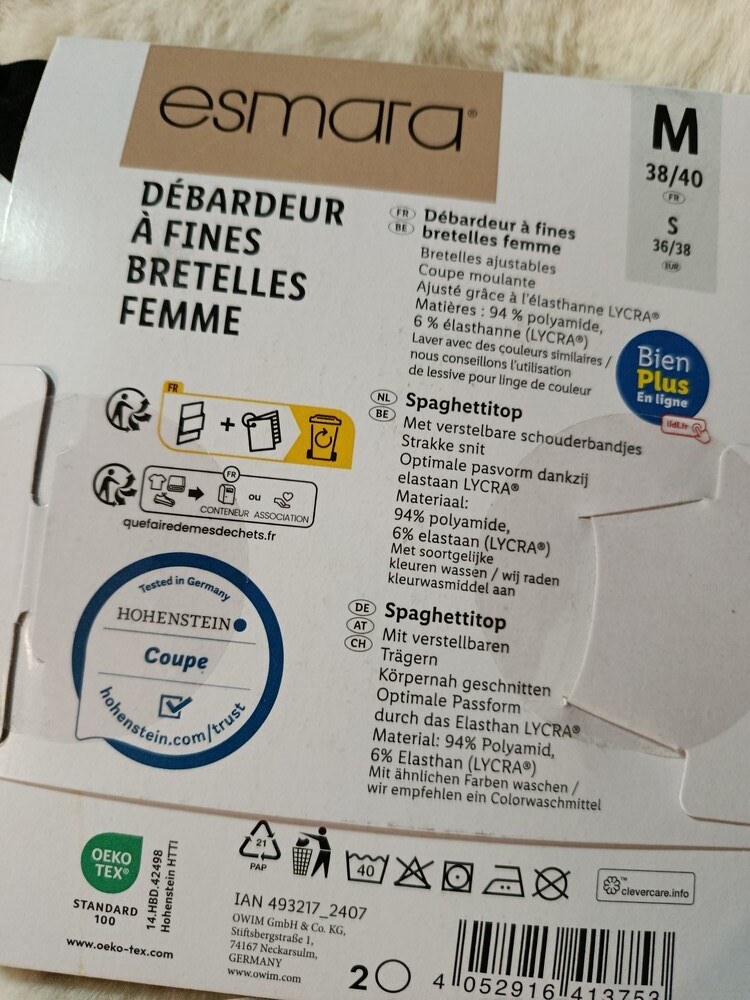 esmara®
M
38/40
FR
S
36/38
EUR
DÉBARDEUR
À FINES
BRETELLES
FEMME
FR
BE
Débardeur à fines
bretelles femme
Bretelles ajustables
Coupe moulante
Ajusté grâce à l'élasthanne LYCRA®
Matières : 94 % polyamide,
6 % élasthanne (LYCRA®)
Laver avec des couleurs similaires /
nous conseillons l'utilisation
de lessive pour linge de couleur
Bien
Plus
En ligne
lidl.fr
FR
+
FR
OU
CONTENEUR ASSOCIATION
quefairedemesdechets.fr
NL
BE
Spaghettitop
Met verstelbare schouderbandjes
Strakke snit
Optimale pasvorm dankzij
elastaan LYCRA®
Materiaal:
94% polyamide,
6% elastaan (LYCRA®)
Met soortgelijke
kleuren wassen / wij raden
kleurwasmiddel aan
Tested in Germany
HOHENSTEIN
Coupe
hohenstein.com/trust
DE
AT
CH
Spaghettitop
Mit verstellbaren
Trägern
Körpernah geschnitten
Optimale Passform
durch das Elasthan LYCRA®
Material: 94% Polyamid,
6% Elasthan (LYCRA®)
Mit ähnlichen Farben waschen /
wir empfehlen ein Colorwaschmittel
OEKO
TEX®
STANDARD
100
14.HBD.42498
Hohenstein HTTI
www.oeko-tex.com
21
PAP
40
clevercare.info
IAN 493217_2407
OWIM GmbH & Co. KG,
Stiftsbergstraße 1,
74167 Neckarsulm,
GERMANY
www.owim.com
2
4 052916 413753